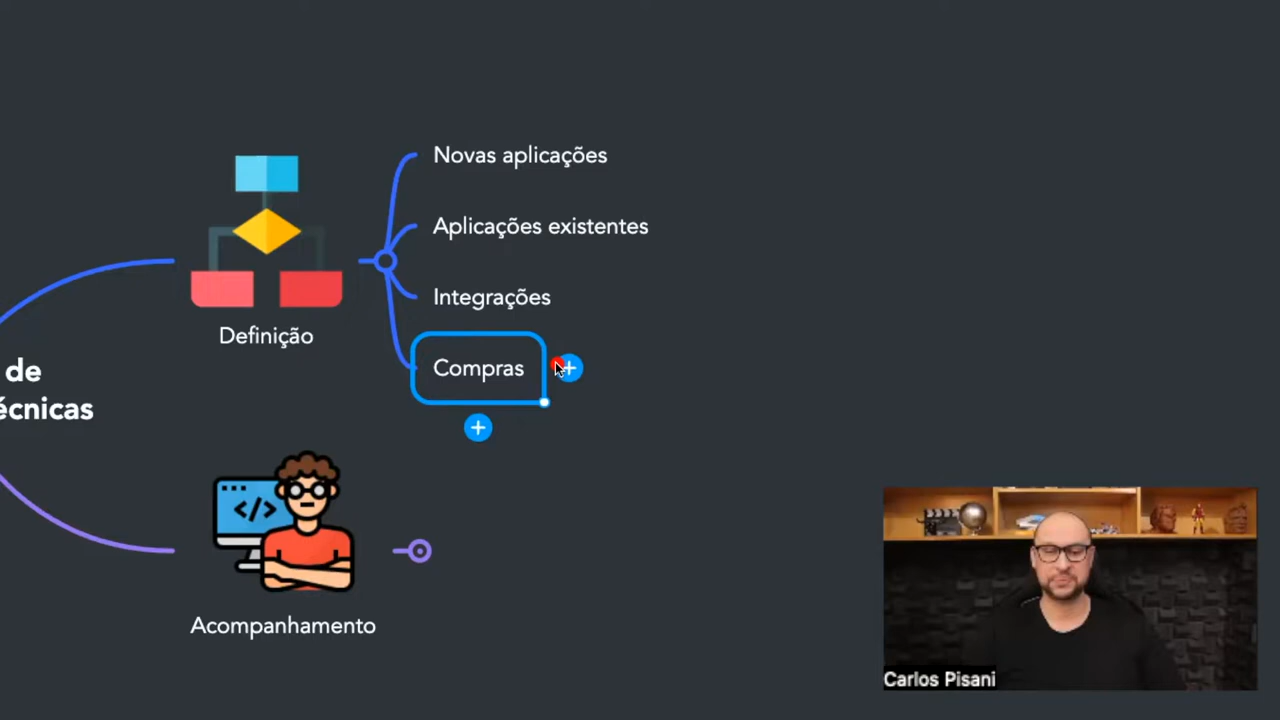 Novas aplicações
Aplicações existentes
Integrações
Compras
Definição
de
écnicas
</>
Acompanhamento
Carlos Pisani